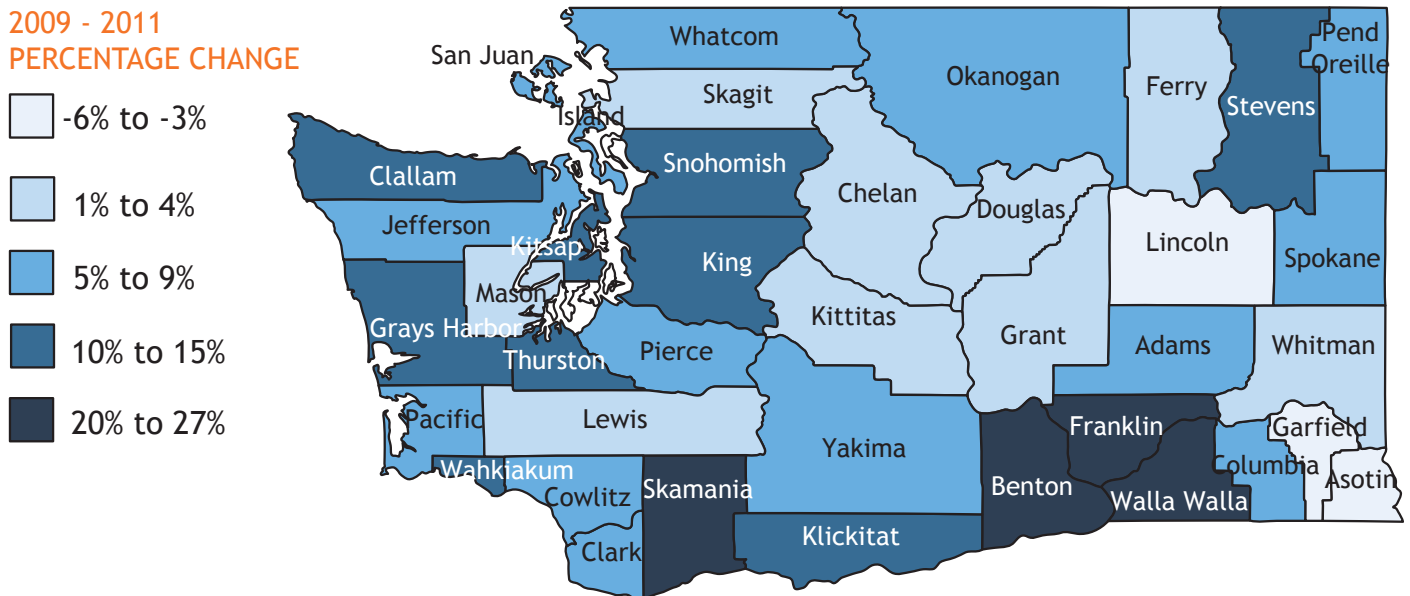 2009 - 2011
PERCENTAGE CHANGE
-6% to -3%
1% to 4%
5% to 9%
10% to 15%
20% to 27%
San Juan
Whatcom
Skagit
Island
Okanogan
Ferry
Stevens
Pend
Oreille
Clallam
Snohomish
Chelan
Douglas
Jefferson
Kitsap
King
Lincoln
Spokane
Mason
Grays Harbor
Kittitas
Grant
Thurston
Pierce
Adams
Whitman
Pacific
Lewis
Yakima
Franklin
Garfield
Wahkiakum
Cowlitz
Skamania
Benton
Walla Walla
Columbia
Asotin
Clark
Klickitat